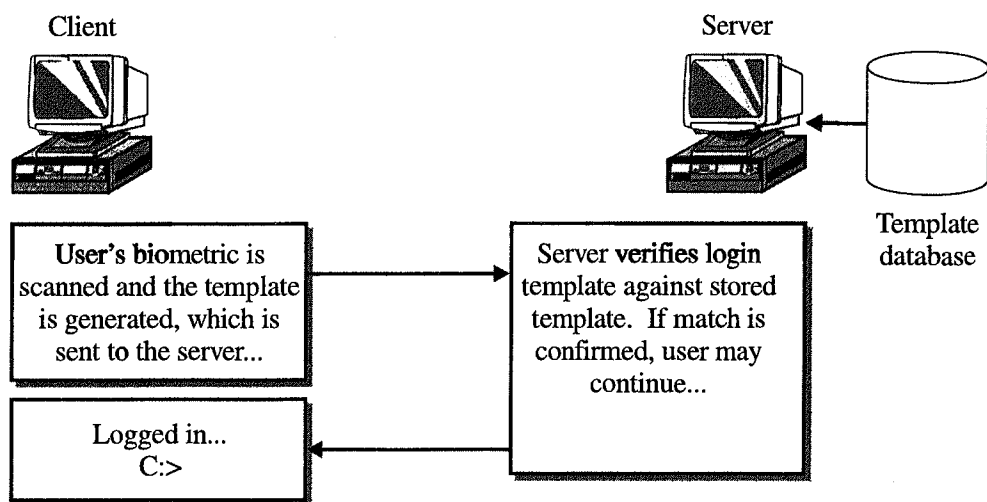 Client
Server
Template
database
User's biometric is
scanned and the template
is generated, which is
sent to the server...
Server verifies login
template against stored
template. If match is
confirmed, user may
continue...
Logged in...
C:>